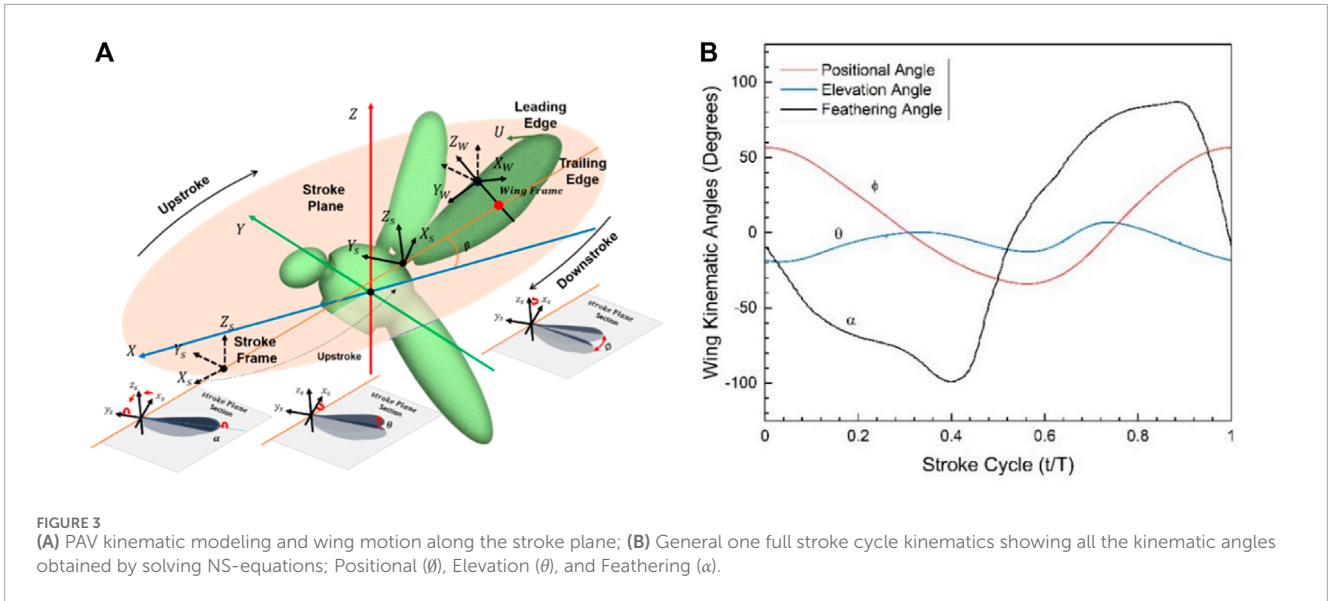 A
Z
Leading
Edge
U
Z_W
X_W
Trailing
Edge
Y_W
Wing Frame
Upstroke
Stroke
Plane
Y
Z_S
X_S
Y_S
β
Downstroke
z_s
x_s
y_s
stroke Plane
Section
Ø
X
Z_S
Y_S
Stroke
Frame
X_S
Upstroke
z_s
x_s
y_s
stroke Plane
Section
α
z_s
x_s
y_s
stroke Plane
Section
θ
B
Positional Angle
Elevation Angle
Feathering Angle
Wing Kinematic Angles (Degrees)
100
50
0
-50
-100
ϕ
θ
α
0
0.2
0.4
0.6
0.8
1
Stroke Cycle (t/T)
FIGURE 3
(A) PAV kinematic modeling and wing motion along the stroke plane; (B) General one full stroke cycle kinematics showing all the kinematic angles
obtained by solving NS-equations; Positional (Ø), Elevation (θ), and Feathering (α).